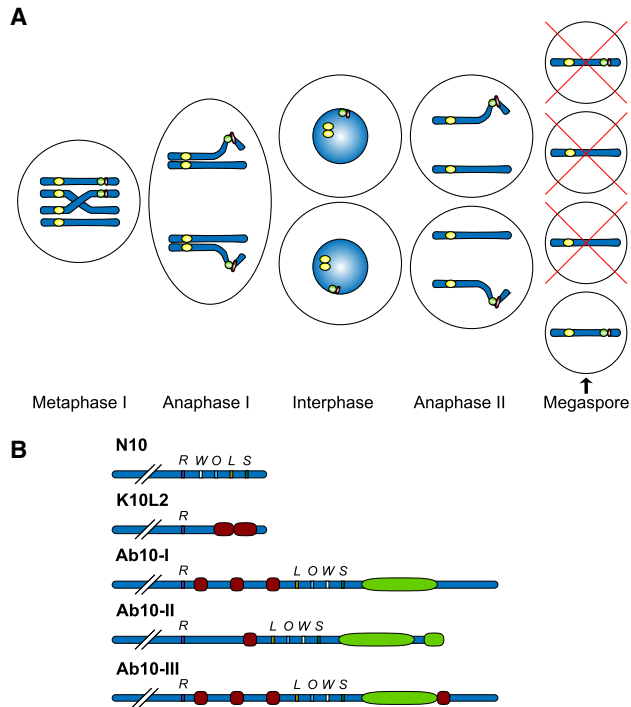 A
Metaphase I Anaphase I Interphase Anaphase II Megaspore
B
N10
R W O L S
K10L2
R
Ab10-I
R L O W S
Ab10-II
R L O W S
Ab10-III
R L O W S